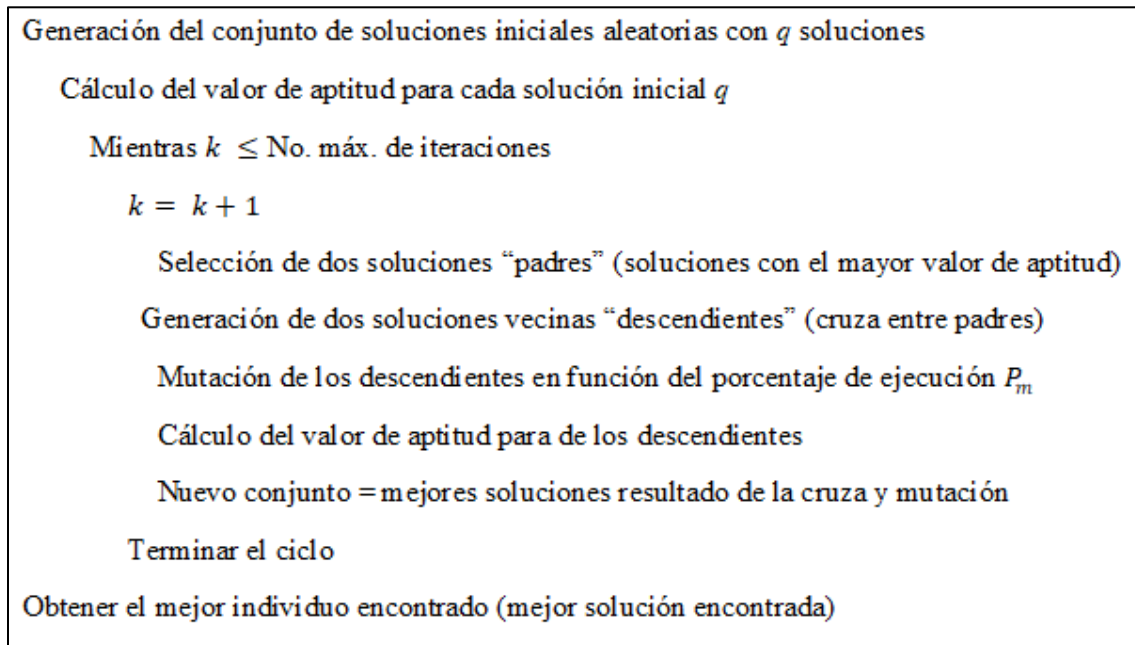 Generación del conjunto de soluciones iniciales aleatorias con q soluciones
Cálculo del valor de aptitud para cada solución inicial q
Mientras k ≤ No. máx. de iteraciones
k = k + 1
Selección de dos soluciones “padres” (soluciones con el mayor valor de aptitud)
Generación de dos soluciones vecinas “descendientes” (cruza entre padres)
Mutación de los descendientes en función del porcentaje de ejecución Pₘ
Cálculo del valor de aptitud para de los descendientes
Nuevo conjunto = mejores soluciones resultado de la cruza y mutación
Terminar el ciclo
Obtener el mejor individuo encontrado (mejor solución encontrada)